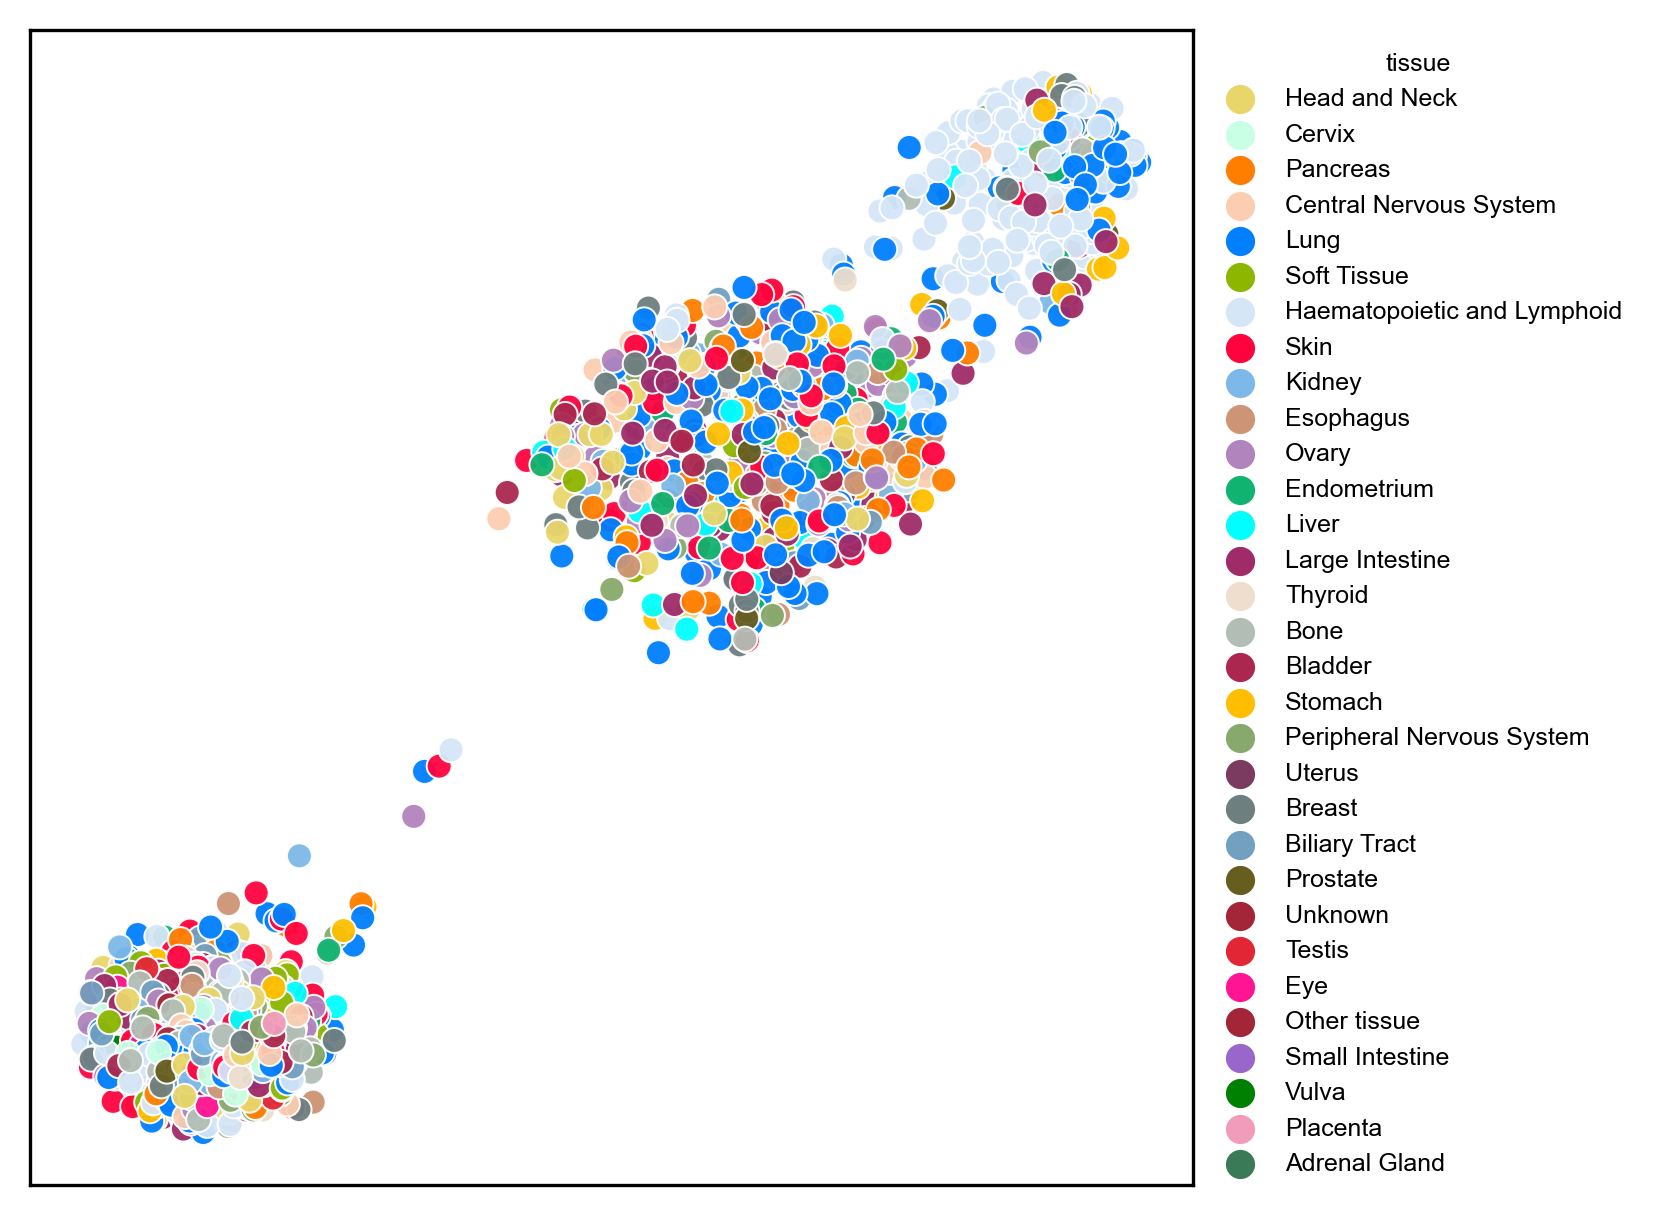 tissue
Head and Neck
Cervix
Pancreas
Central Nervous System
Lung
Soft Tissue
Haematopoietic and Lymphoid
Skin
Kidney
Esophagus
Ovary
Endometrium
Liver
Large Intestine
Thyroid
Bone
Bladder
Stomach
Peripheral Nervous System
Uterus
Breast
Biliary Tract
Prostate
Unknown
Testis
Eye
Other tissue
Small Intestine
Vulva
Placenta
Adrenal Gland